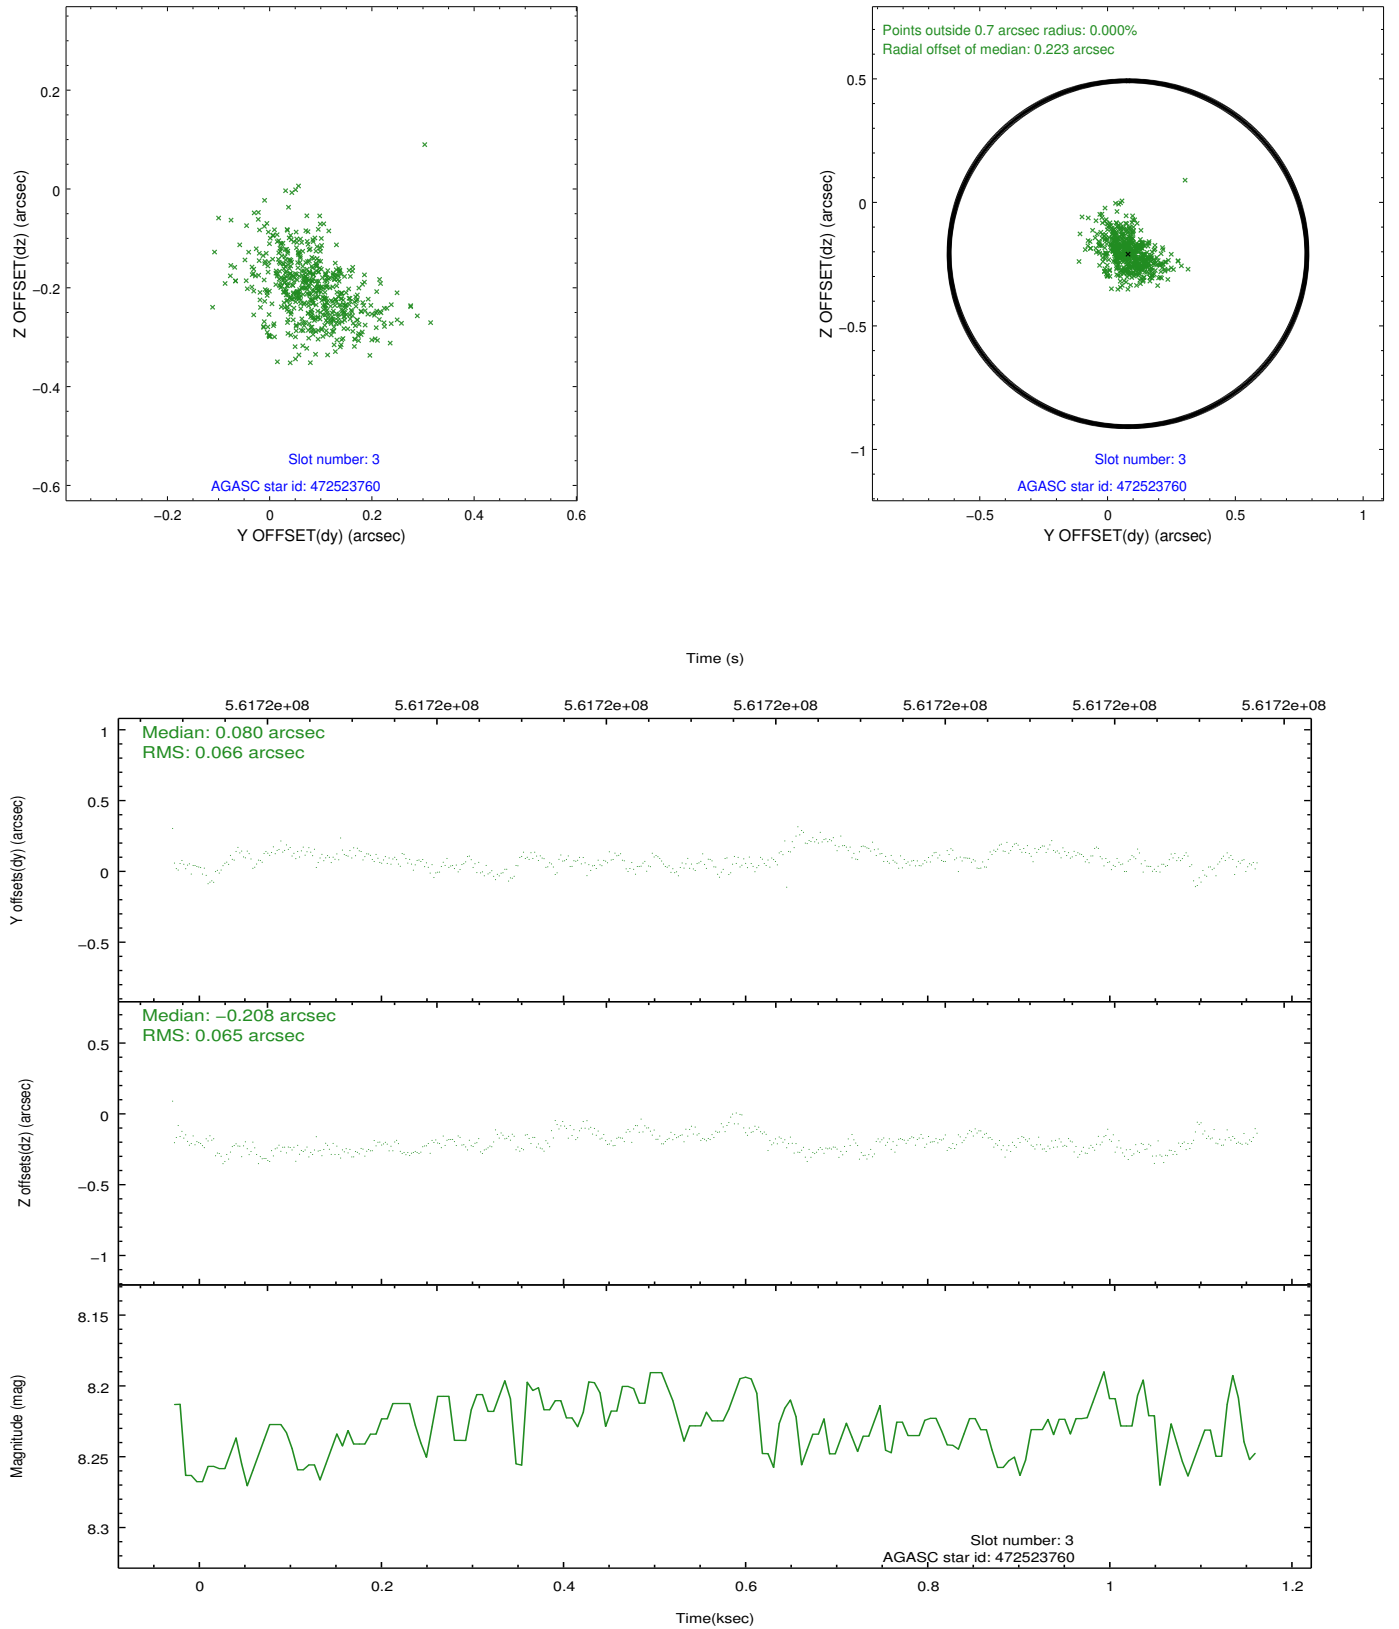 0.2
0
−0.2
−0.4
−0.6
Z OFFSET(dz) (arcsec)
Slot number: 3
AGASC star id: 472523760
−0.2 0 0.2 0.4 0.6
Y OFFSET(dy) (arcsec)
Points outside 0.7 arcsec radius: 0.000%
Radial offset of median: 0.223 arcsec
0.5
0
−0.5
−1
Z OFFSET(dz) (arcsec)
Slot number: 3
AGASC star id: 472523760
−0.5 0 0.5 1
Y OFFSET(dy) (arcsec)
Time (s)
5.6172e+08 5.6172e+08 5.6172e+08 5.6172e+08 5.6172e+08 5.6172e+08 5.6172e+08
Median: 0.080 arcsec
RMS: 0.066 arcsec
1
0.5
0
−0.5
Y offsets(dy) (arcsec)
Median: −0.208 arcsec
RMS: 0.065 arcsec
0.5
0
−0.5
−1
Z offsets(dz) (arcsec)
8.15
8.2
8.25
8.3
Magnitude (mag)
Slot number: 3
AGASC star id: 472523760
0 0.2 0.4 0.6 0.8 1 1.2
Time(ksec)